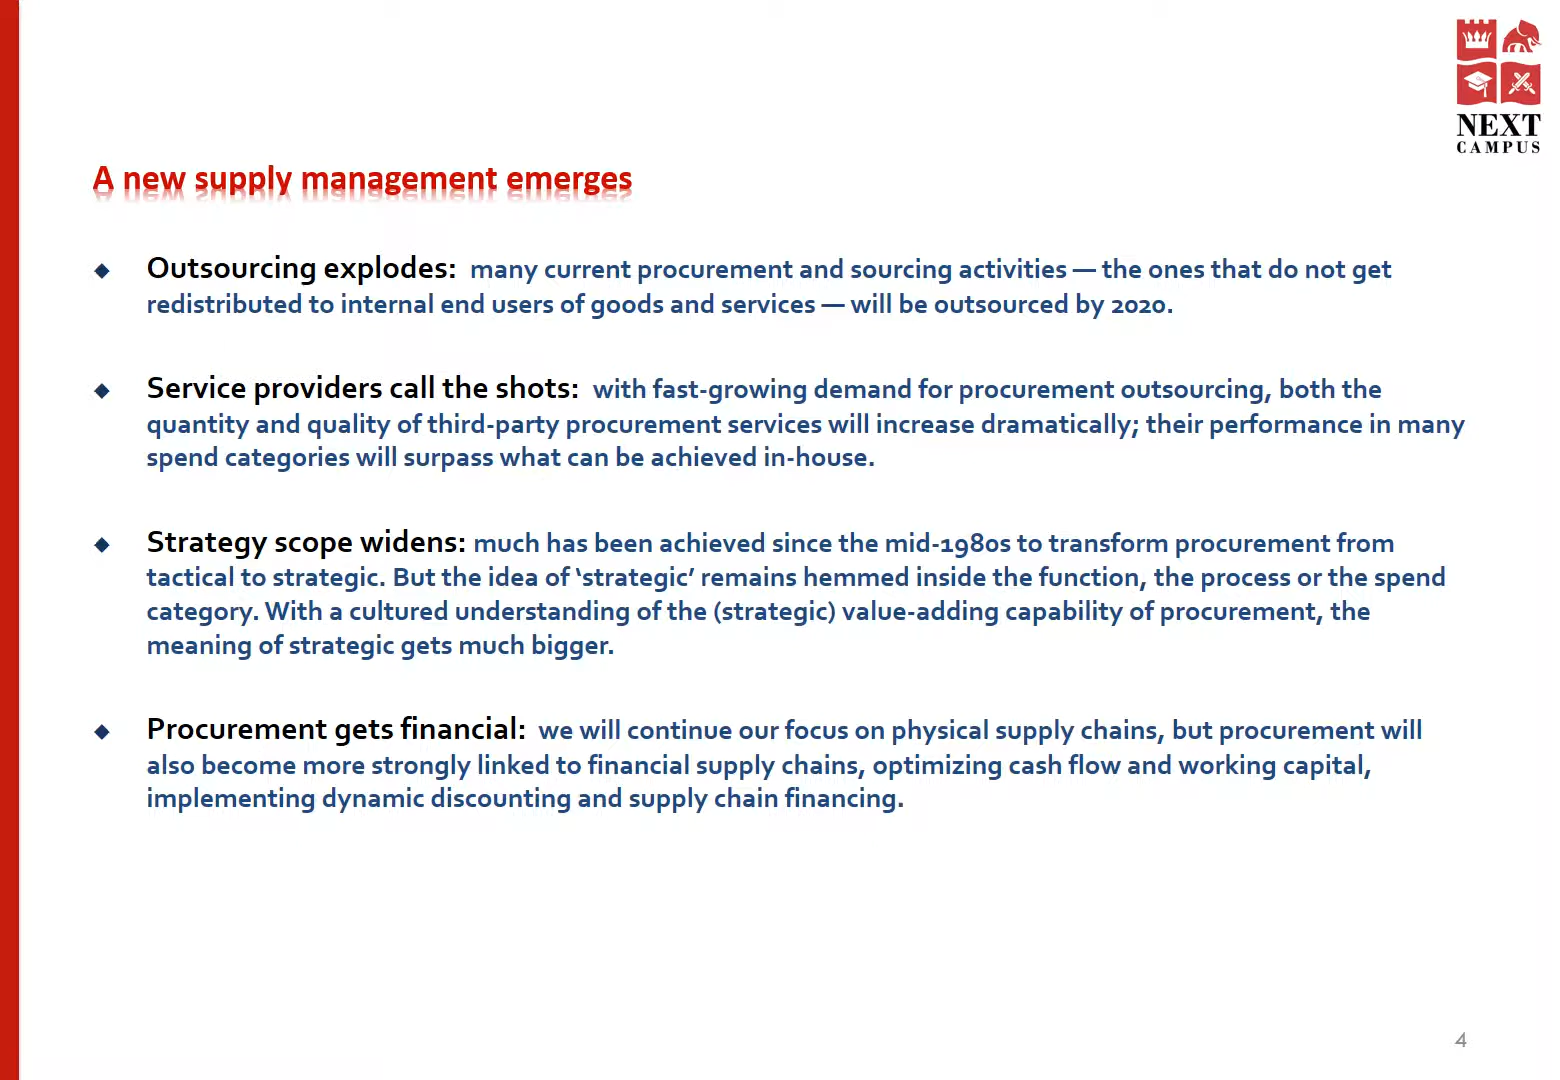 NEXT
CAMPUS
A new supply management emerges
◆ Outsourcing explodes: many current procurement and sourcing activities — the ones that do not get
redistributed to internal end users of goods and services — will be outsourced by 2020.
◆ Service providers call the shots: with fast-growing demand for procurement outsourcing, both the
quantity and quality of third-party procurement services will increase dramatically; their performance in many
spend categories will surpass what can be achieved in-house.
◆ Strategy scope widens: much has been achieved since the mid-1980s to transform procurement from
tactical to strategic. But the idea of ‘strategic’ remains hemmed inside the function, the process or the spend
category. With a cultured understanding of the (strategic) value-adding capability of procurement, the
meaning of strategic gets much bigger.
◆ Procurement gets financial: we will continue our focus on physical supply chains, but procurement will
also become more strongly linked to financial supply chains, optimizing cash flow and working capital,
implementing dynamic discounting and supply chain financing.
4